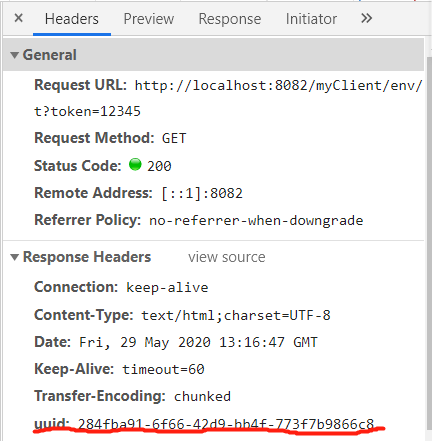 × Headers Preview Response Initiator »
▼ General
Request URL: http://localhost:8082/myClient/env/
t?token=12345
Request Method: GET
Status Code: 200
Remote Address: [::1]:8082
Referrer Policy: no-referrer-when-downgrade
▼ Response Headers view source
Connection: keep-alive
Content-Type: text/html;charset=UTF-8
Date: Fri, 29 May 2020 13:16:47 GMT
Keep-Alive: timeout=60
Transfer-Encoding: chunked
uuid: 284fba91-6f66-42d9-bb4f-773f7b9866c8